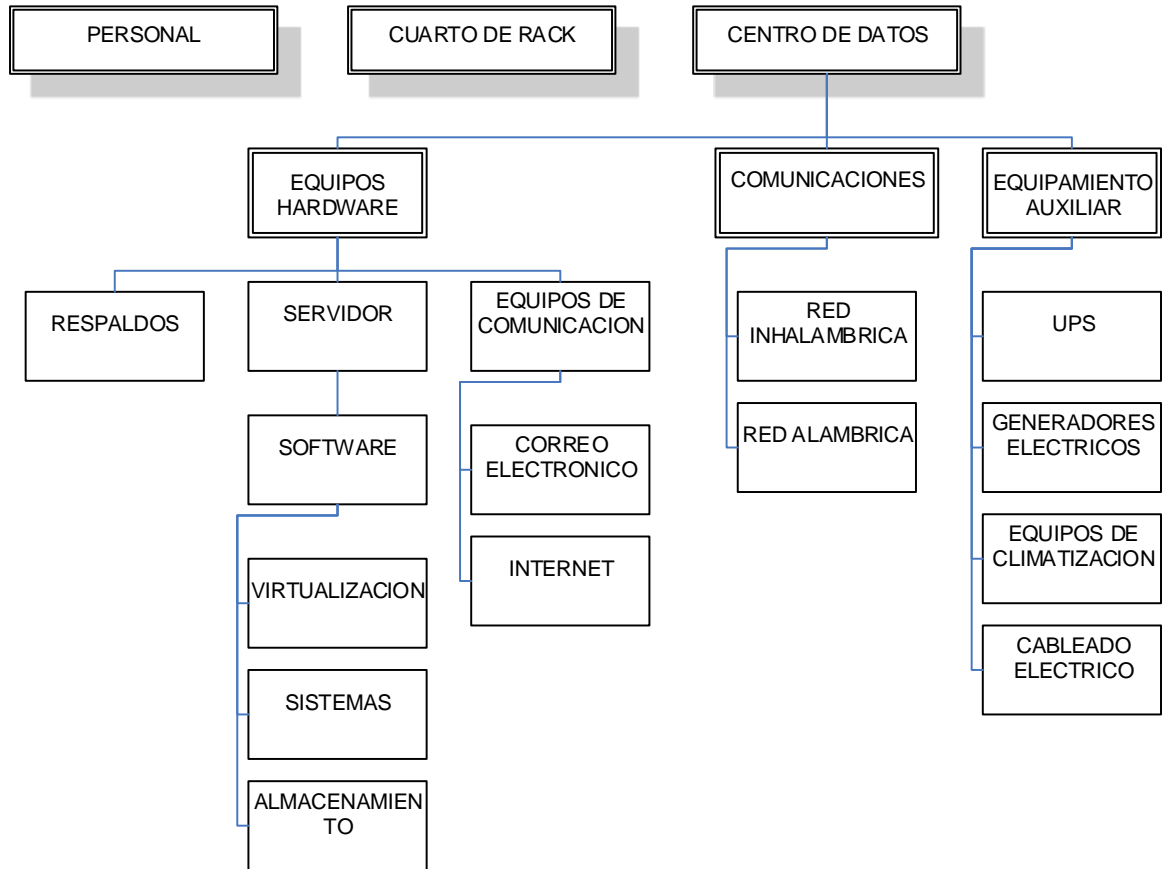 PERSONAL
CUARTO DE RACK
CENTRO DE DATOS
EQUIPOS
HARDWARE
COMUNICACIONES
EQUIPAMIENTO
AUXILIAR
RESPALDOS
SERVIDOR
EQUIPOS DE
COMUNICACION
RED
INHALAMBRICA
UPS
SOFTWARE
CORREO
ELECTRONICO
RED ALAMBRICA
GENERADORES
ELECTRICOS
VIRTUALIZACION
INTERNET
EQUIPOS DE
CLIMATIZACION
SISTEMAS
CABLEADO
ELECTRICO
ALMACENAMIEN
TO